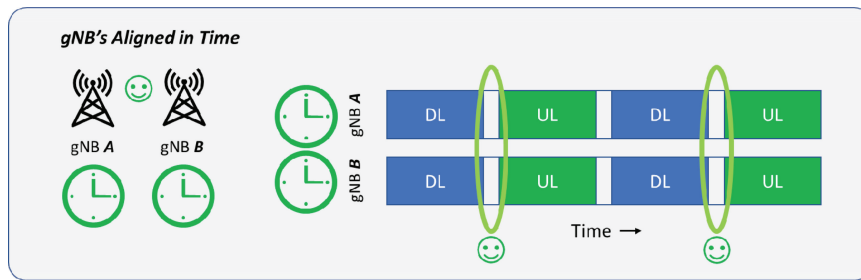 gNB's Aligned in Time
gNB A
gNB B
gNB A
DL UL DL UL
gNB B
DL UL DL UL
Time →